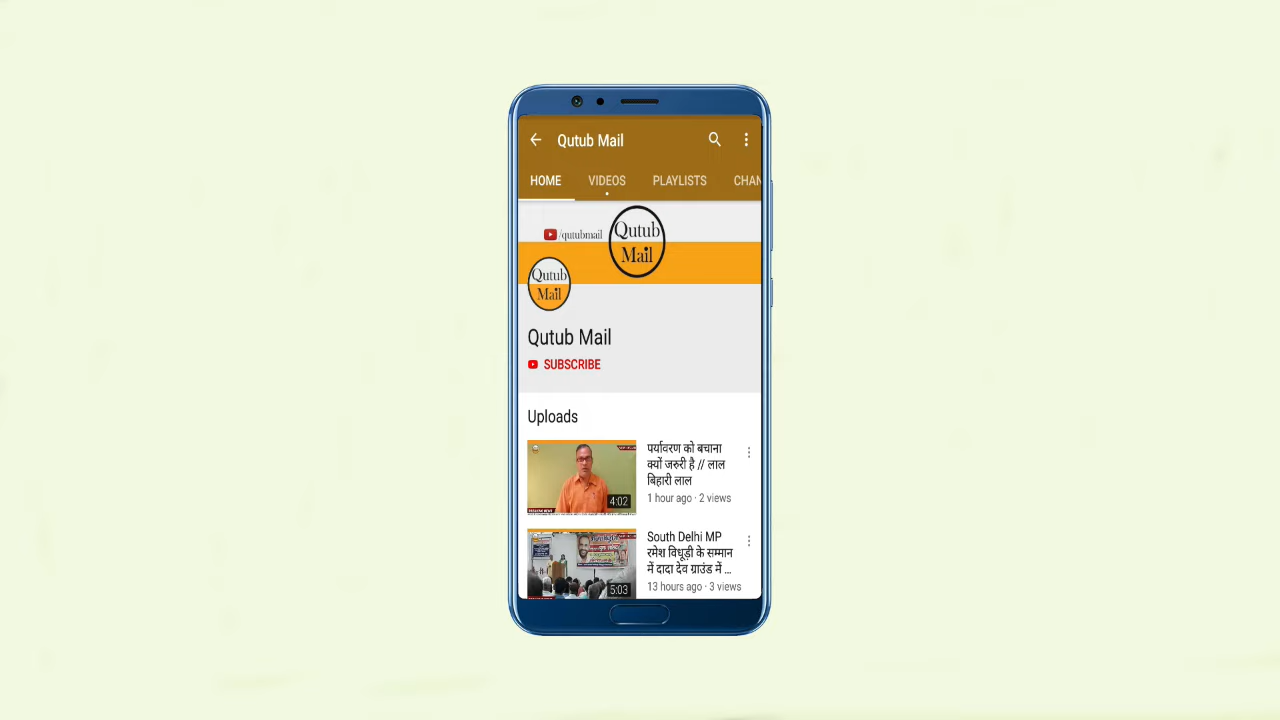 Qutub Mail
HOME VIDEOS PLAYLISTS CHAN
/qutubmail
Qutub
Mail
Qutub
Mail
Qutub Mail
SUBSCRIBE
Uploads
पर्यावरण को बचाना
क्यों जरुरी है // लाल
बिहारी लाल
1 hour ago · 2 views
4:02
South Delhi MP
रमेश विधूड़ी के सम्मान
में दादा देव ग्राउंड में ...
13 hours ago · 3 views
5:03